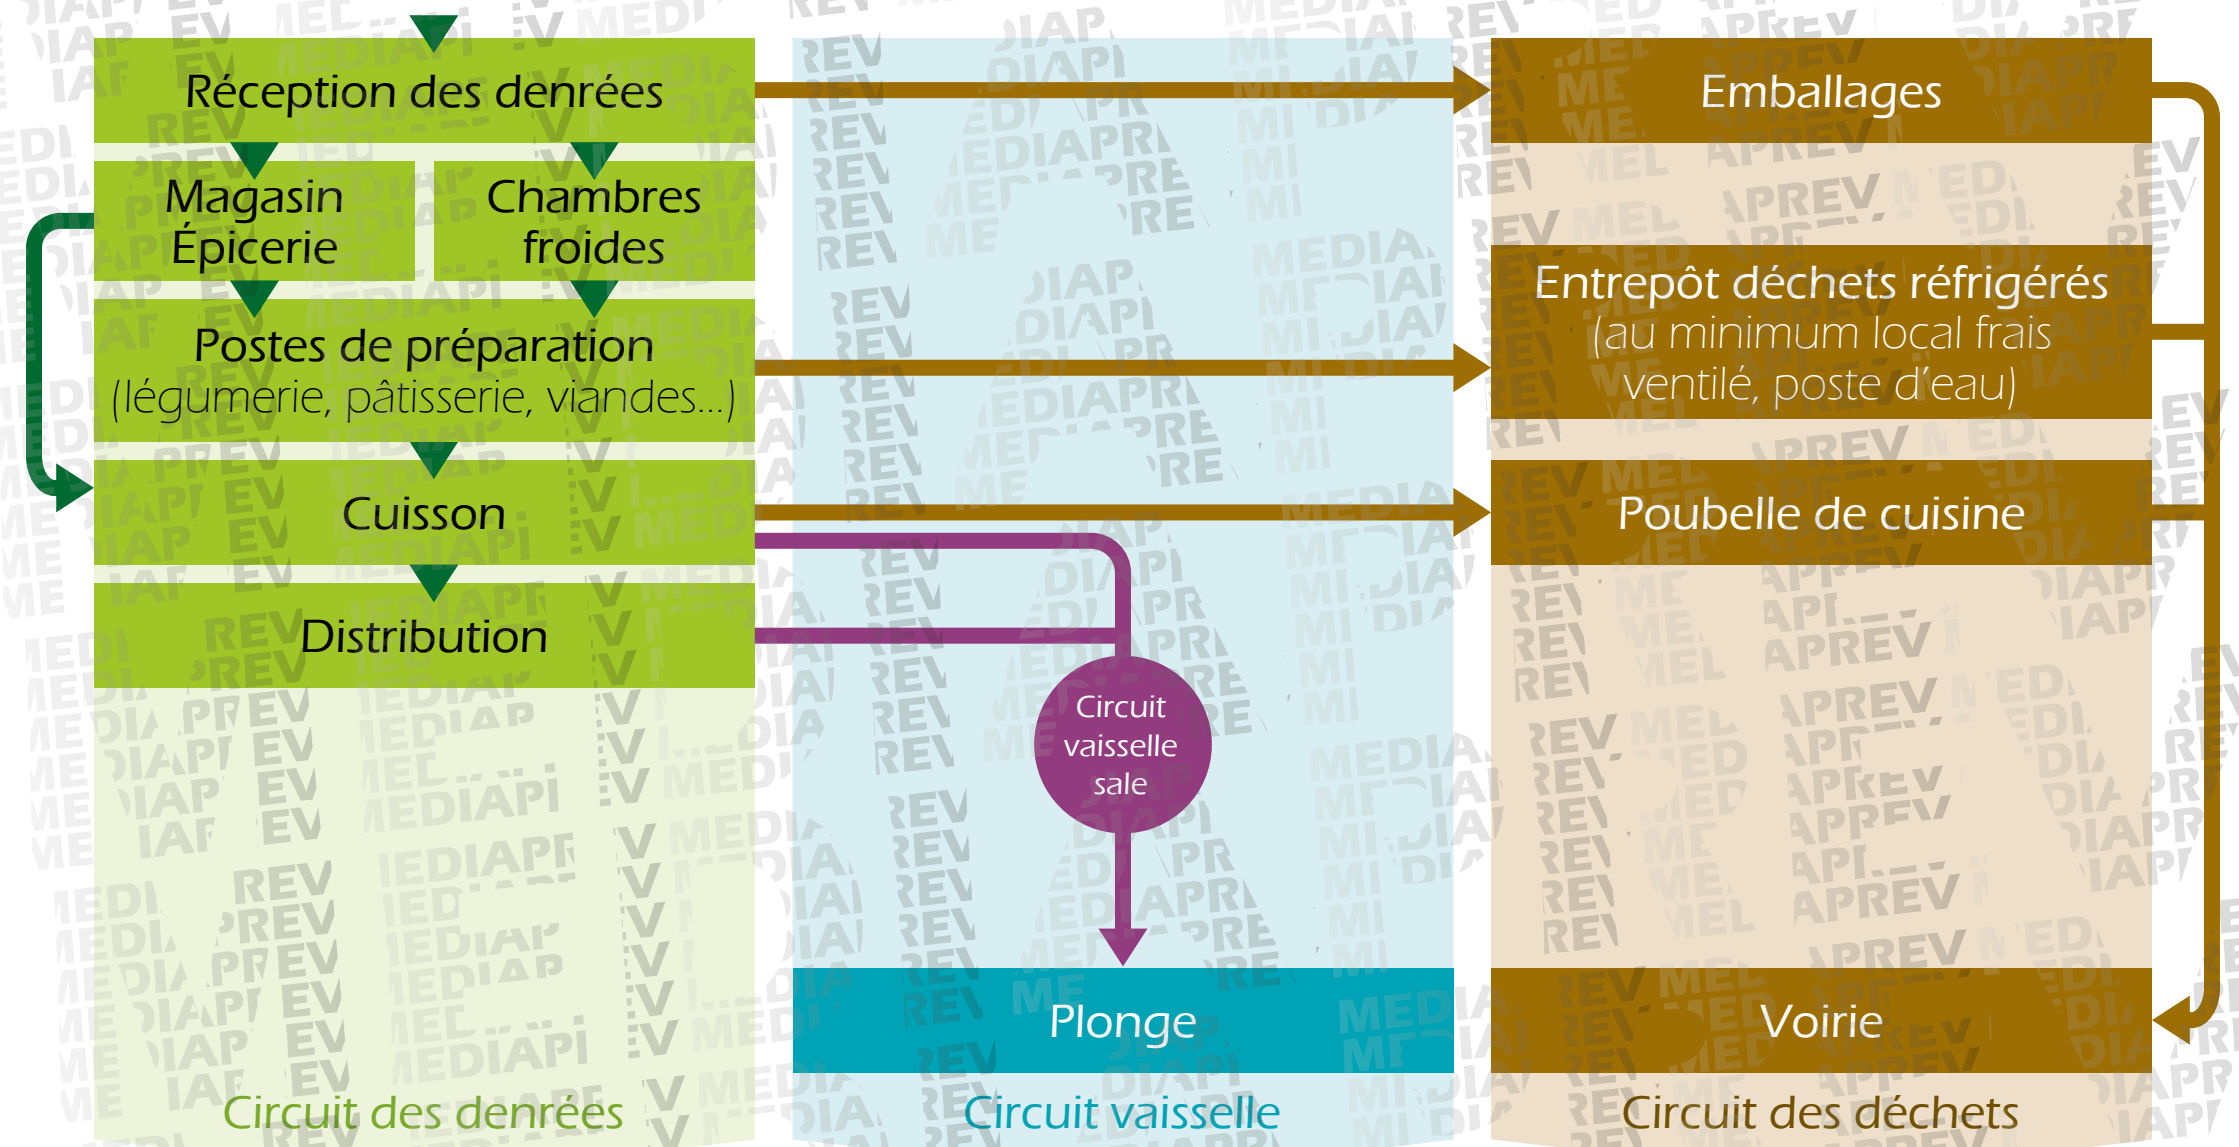 Réception des denrées
Emballages
Magasin
Épicerie
Chambres
froides
Entrepôt déchets réfrigérés
(au minimum local frais
ventilé, poste d'eau)
Postes de préparation
(légumerie, pâtisserie, viandes...)
Cuisson
Poubelle de cuisine
Distribution
Circuit
vaisselle
sale
Plonge
Voirie
Circuit des denrées
Circuit vaisselle
Circuit des déchets